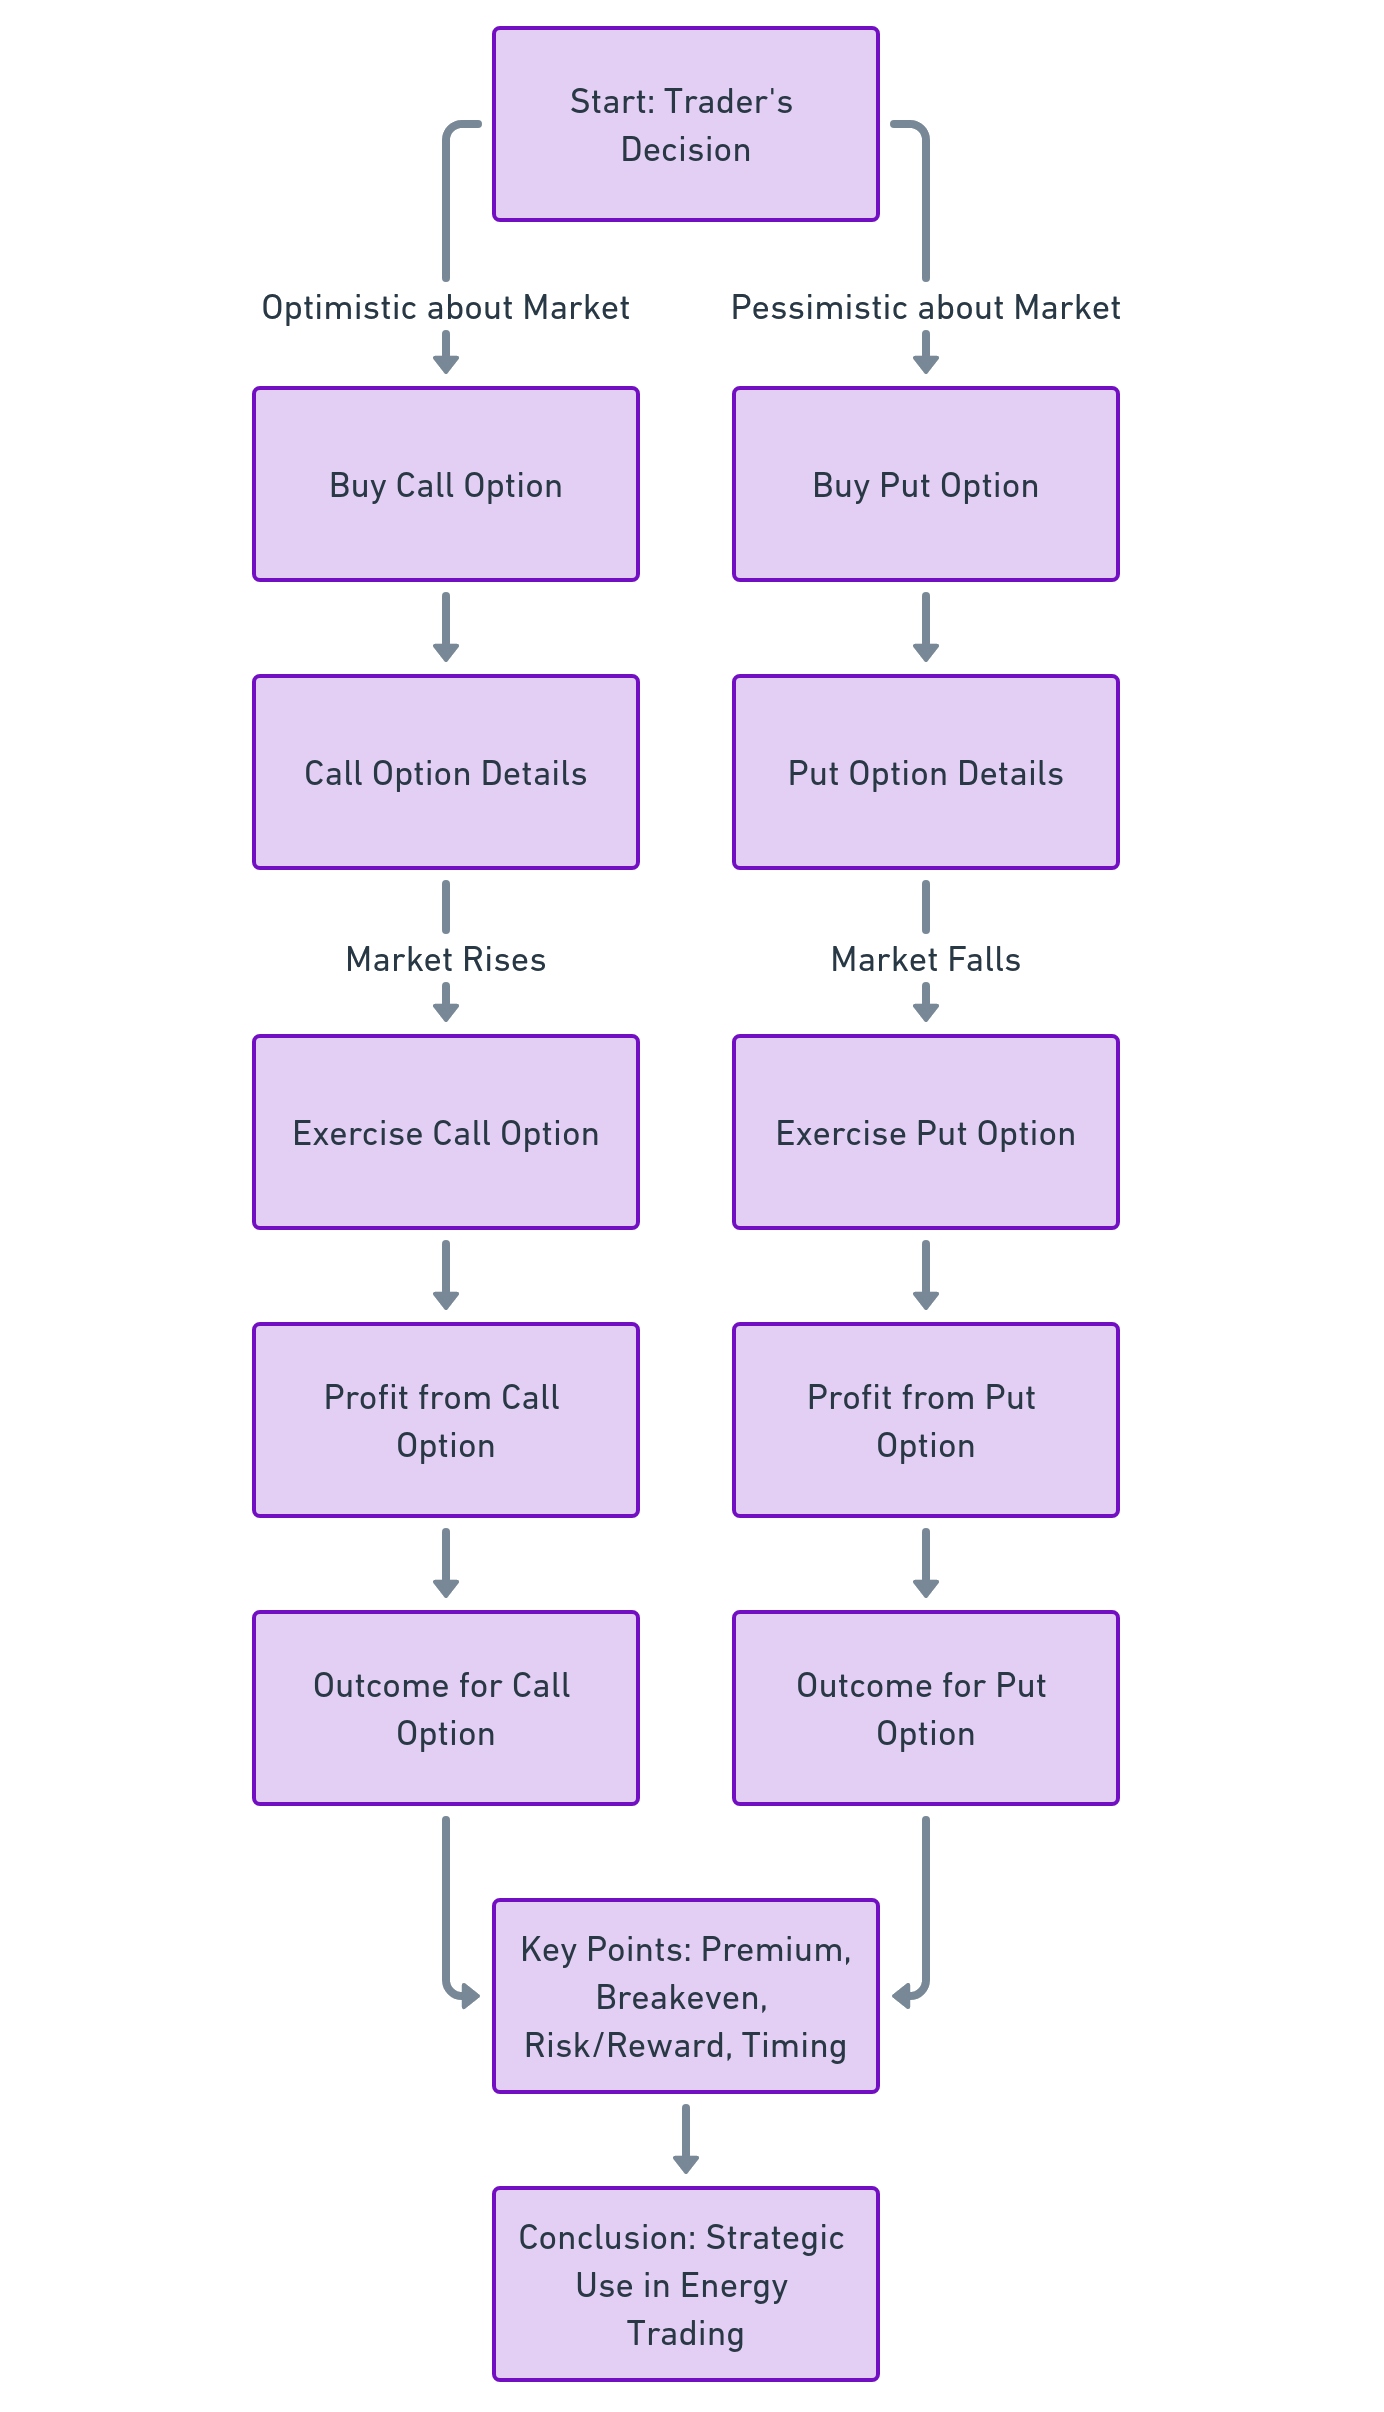 Start: Trader's
Decision
Optimistic about Market
Pessimistic about Market
Buy Call Option
Buy Put Option
Call Option Details
Put Option Details
Market Rises
Market Falls
Exercise Call Option
Exercise Put Option
Profit from Call
Option
Profit from Put
Option
Outcome for Call
Option
Outcome for Put
Option
Key Points: Premium,
Breakeven,
Risk/Reward, Timing
Conclusion: Strategic
Use in Energy
Trading